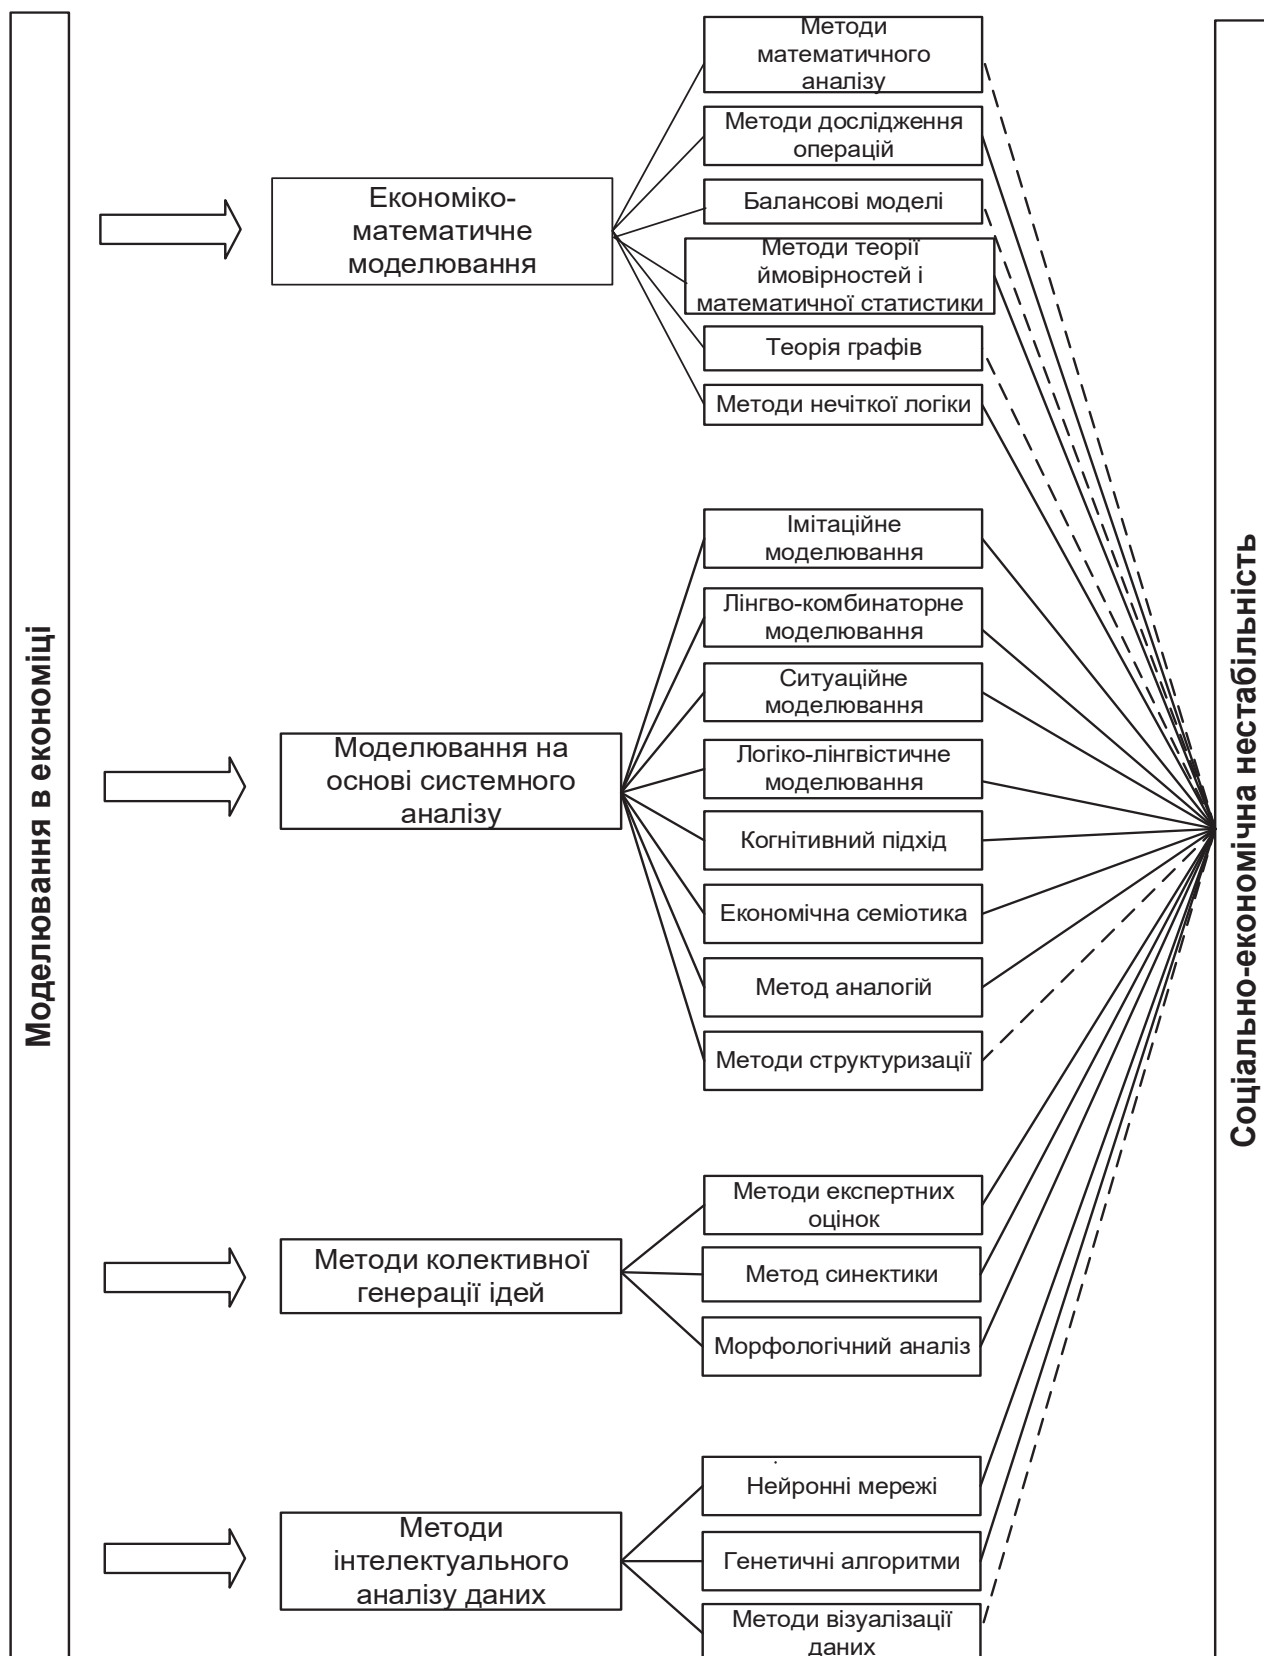 Моделювання в економіці
Економіко-
математичне
моделювання
Методи
математичного
аналізу
Методи дослідження
операцій
Балансові моделі
Методи теорії
ймовірностей і
математичної статистики
Теорія графів
Методи нечіткої логіки
Моделювання на
основі системного
аналізу
Імітаційне
моделювання
Лінгво-комбинаторне
моделювання
Ситуаційне
моделювання
Логіко-лінгвістичне
моделювання
Когнітивний підхід
Економічна семіотика
Метод аналогій
Методи структуризації
Методи колективної
генерації ідей
Методи експертних
оцінок
Метод синектики
Морфологічний аналіз
Методи
інтелектуального
аналізу даних
Нейронні мережі
Генетичні алгоритми
Методи візуалізації
даних
Соціально-економічна нестабільність